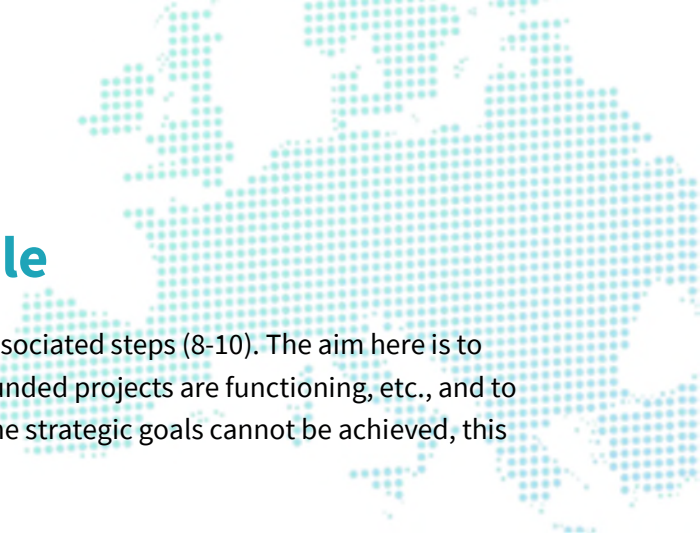 le
sociated steps (8-10). The aim here is to
unded projects are functioning, etc., and to
ne strategic goals cannot be achieved, this